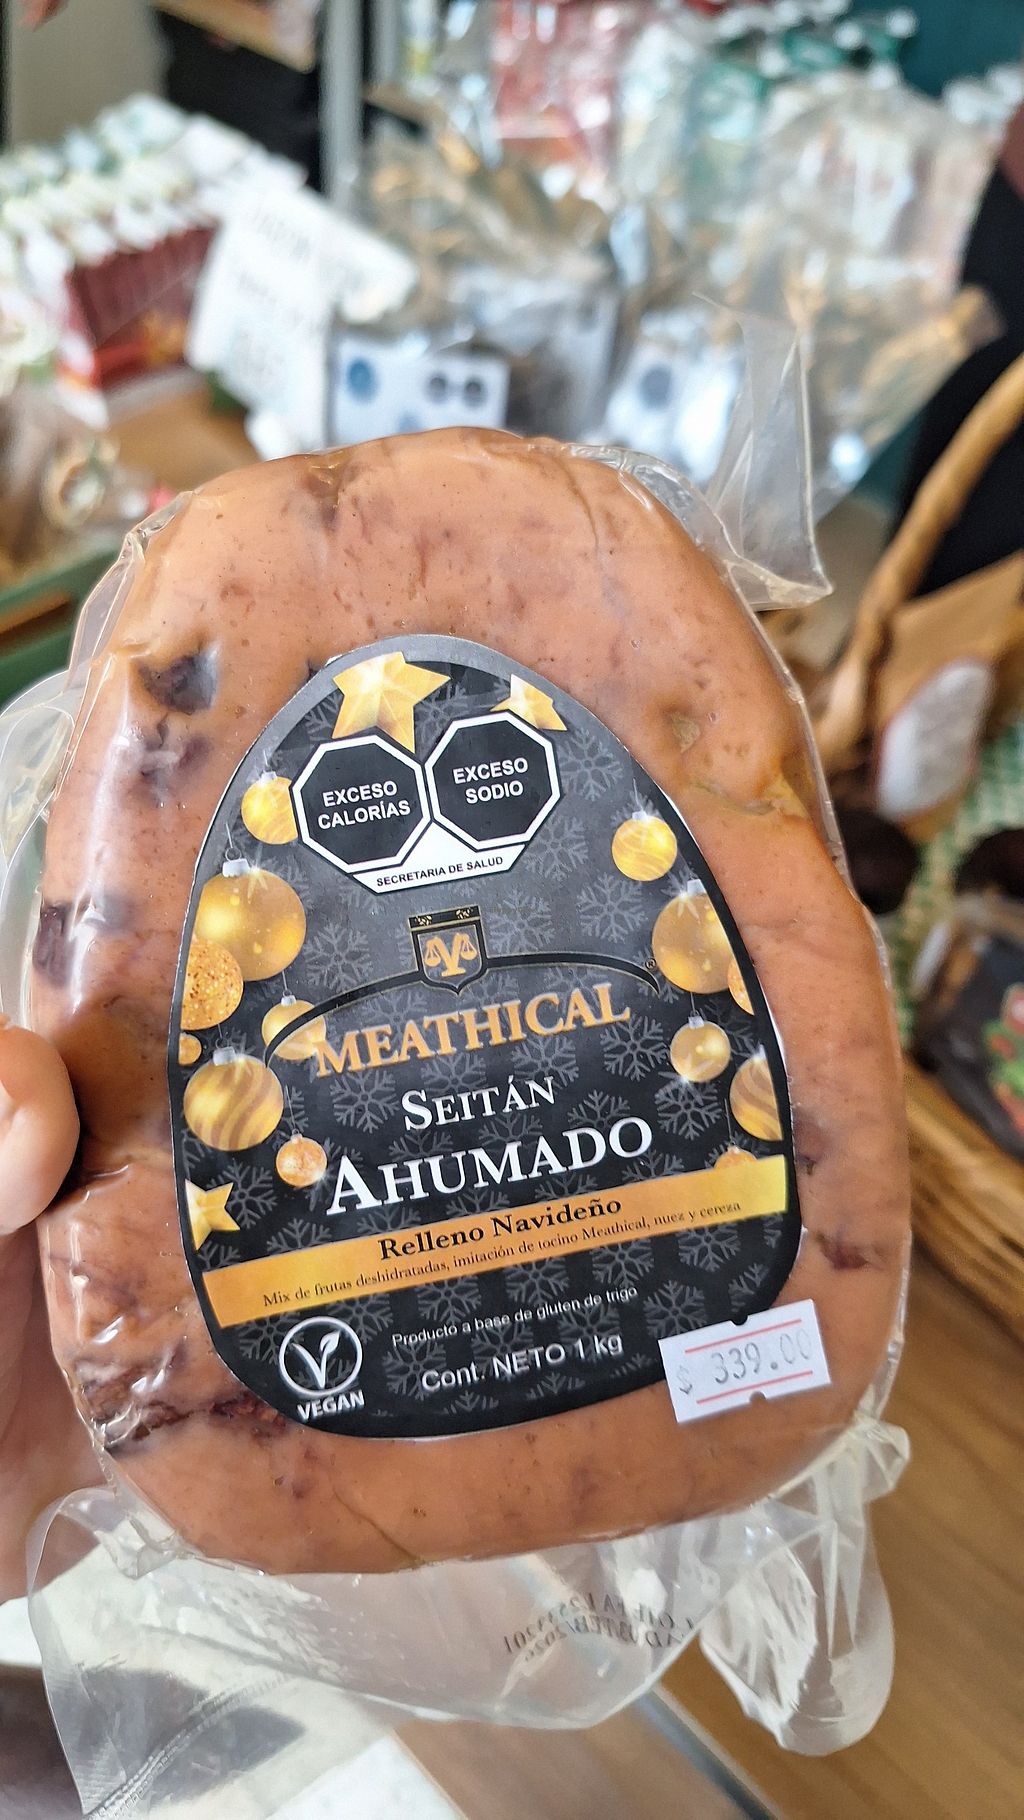 EXCESO
CALORÍAS
EXCESO
SODIO
SECRETARIA DE SALUD
MEATHICAL
®
SEITÁN
AHUMADO
Relleno Navideño
Mix de frutas deshidratadas, imitación de tocino Meathical, nuez y cereza
Producto a base de gluten de trigo
Cont. NETO 1 kg
VEGAN
$ 339.00